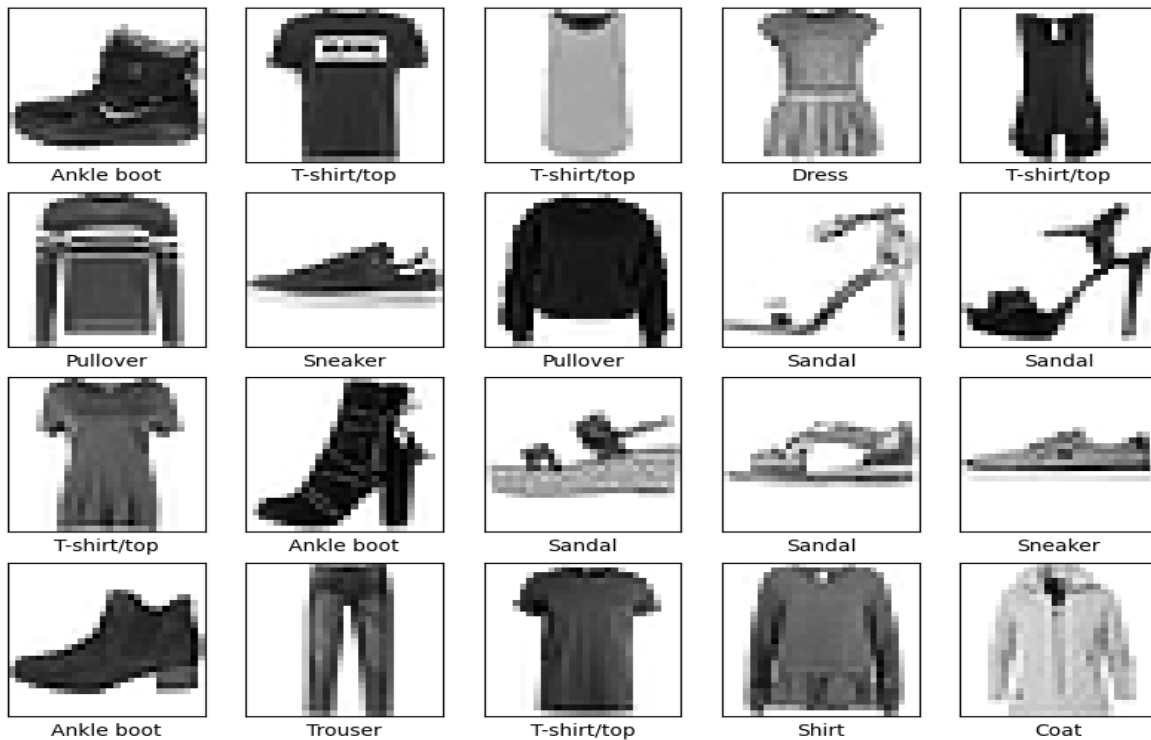 Ankle boot T-shirt/top T-shirt/top Dress T-shirt/top
Pullover Sneaker Pullover Sandal Sandal
T-shirt/top Ankle boot Sandal Sandal Sneaker
Ankle boot Trouser T-shirt/top Shirt Coat